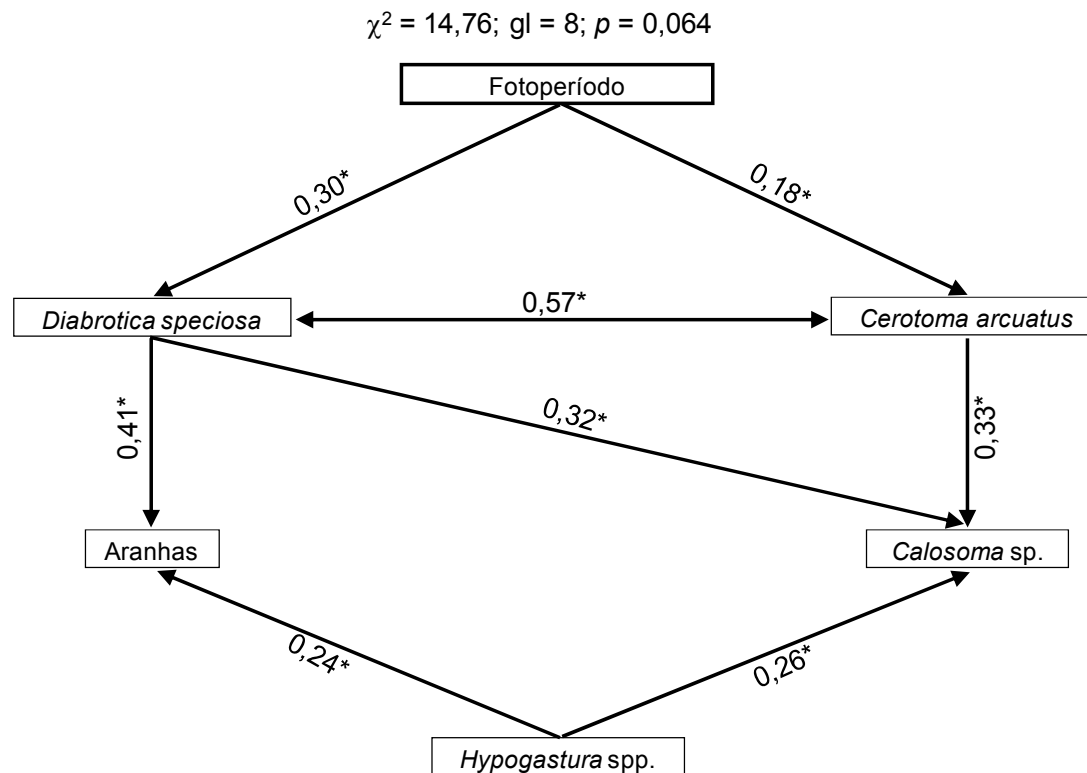 χ² = 14,76; gl = 8; p = 0,064
Fotoperíodo
0,30*
0,18*
Diabrotica speciosa
0,57*
Cerotoma arcuatus
0,41*
0,32*
0,33*
Aranhas
Calosoma sp.
0,24*
0,26*
Hypogastura spp.